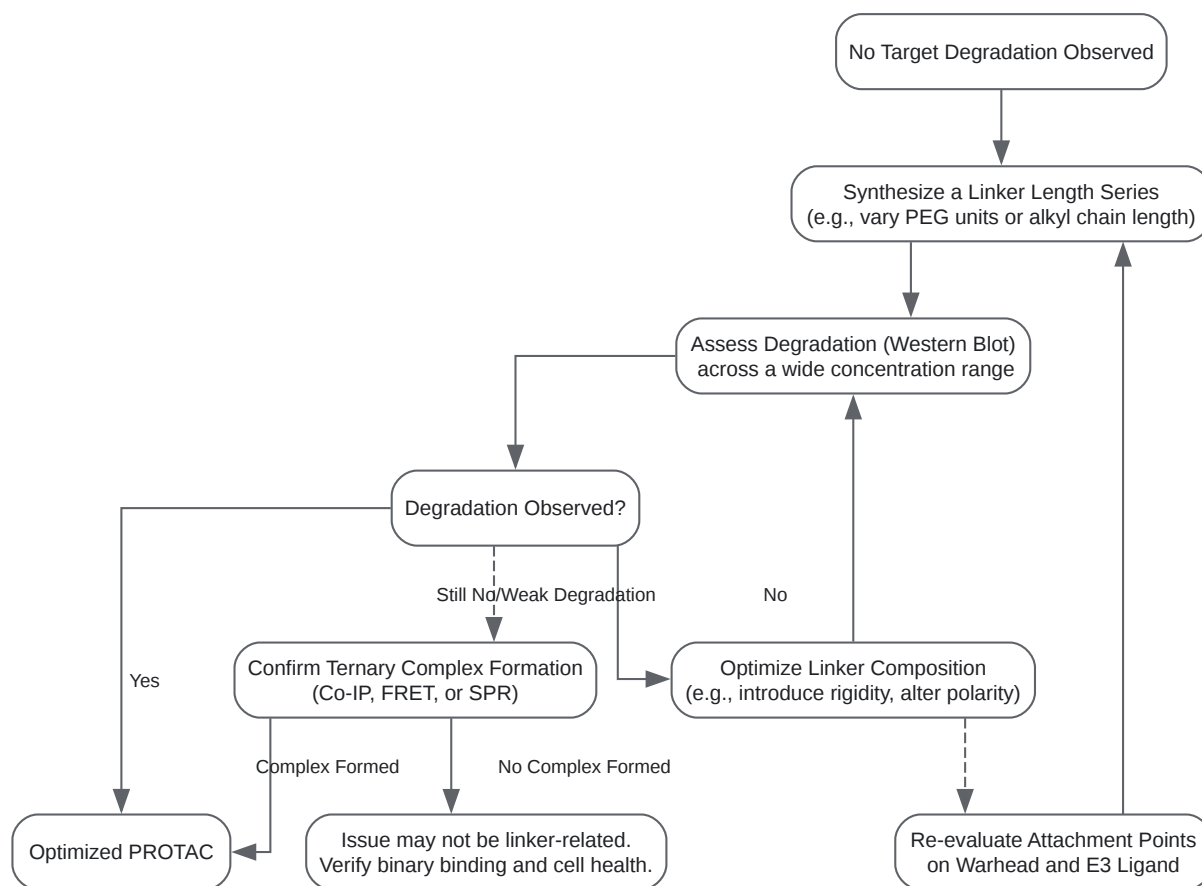 No Target Degradation Observed
Synthesize a Linker Length Series
(e.g., vary PEG units or alkyl chain length)
Assess Degradation (Western Blot)
across a wide concentration range
Degradation Observed?
Still No/Weak Degradation
No
Confirm Ternary Complex Formation
(Co-IP, FRET, or SPR)
Optimize Linker Composition
(e.g., introduce rigidity, alter polarity)
Yes
Complex Formed
No Complex Formed
Optimized PROTAC
Issue may not be linker-related.
Verify binary binding and cell health.
Re-evaluate Attachment Points
on Warhead and E3 Ligand